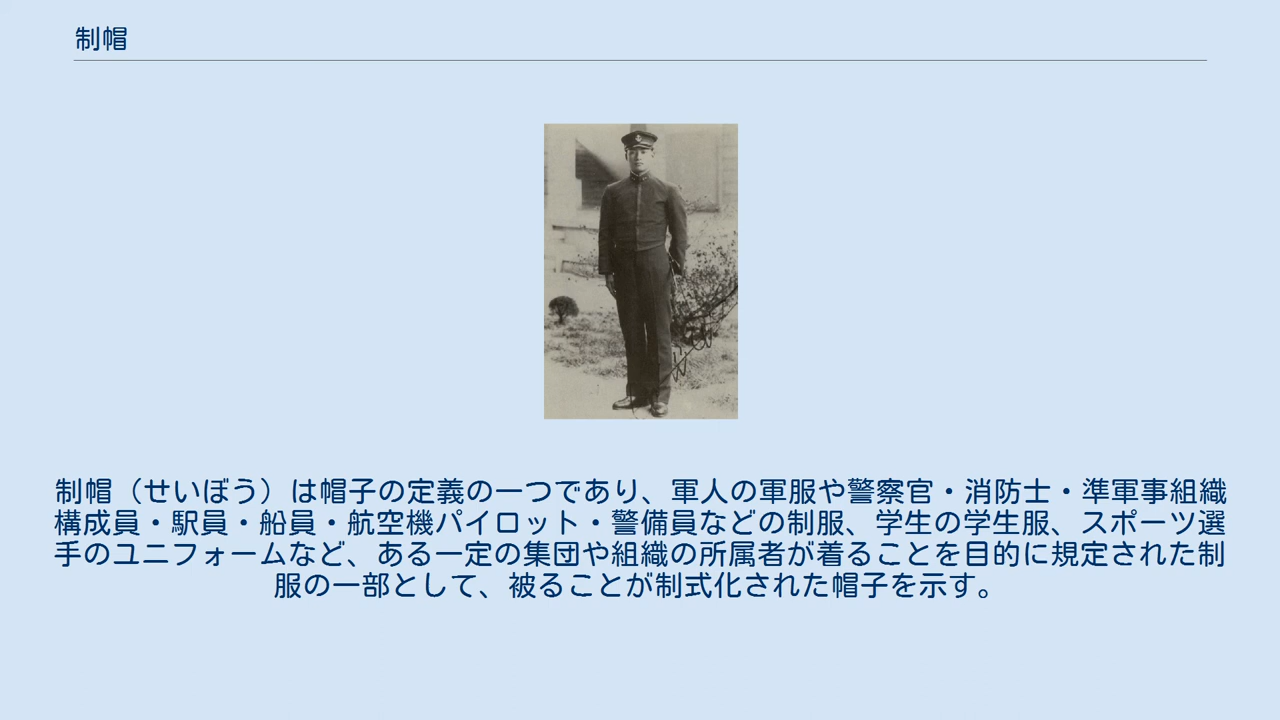 制帽
制帽（せいぼう）は帽子の定義の一つであり、軍人の軍服や警察官・消防士・準軍事組織
構成員・駅員・船員・航空機パイロット・警備員などの制服、学生の学生服、スポーツ選
手のユニフォームなど、ある一定の集団や組織の所属者が着ることを目的に規定された制
服の一部として、被ることが制式化された帽子を示す。